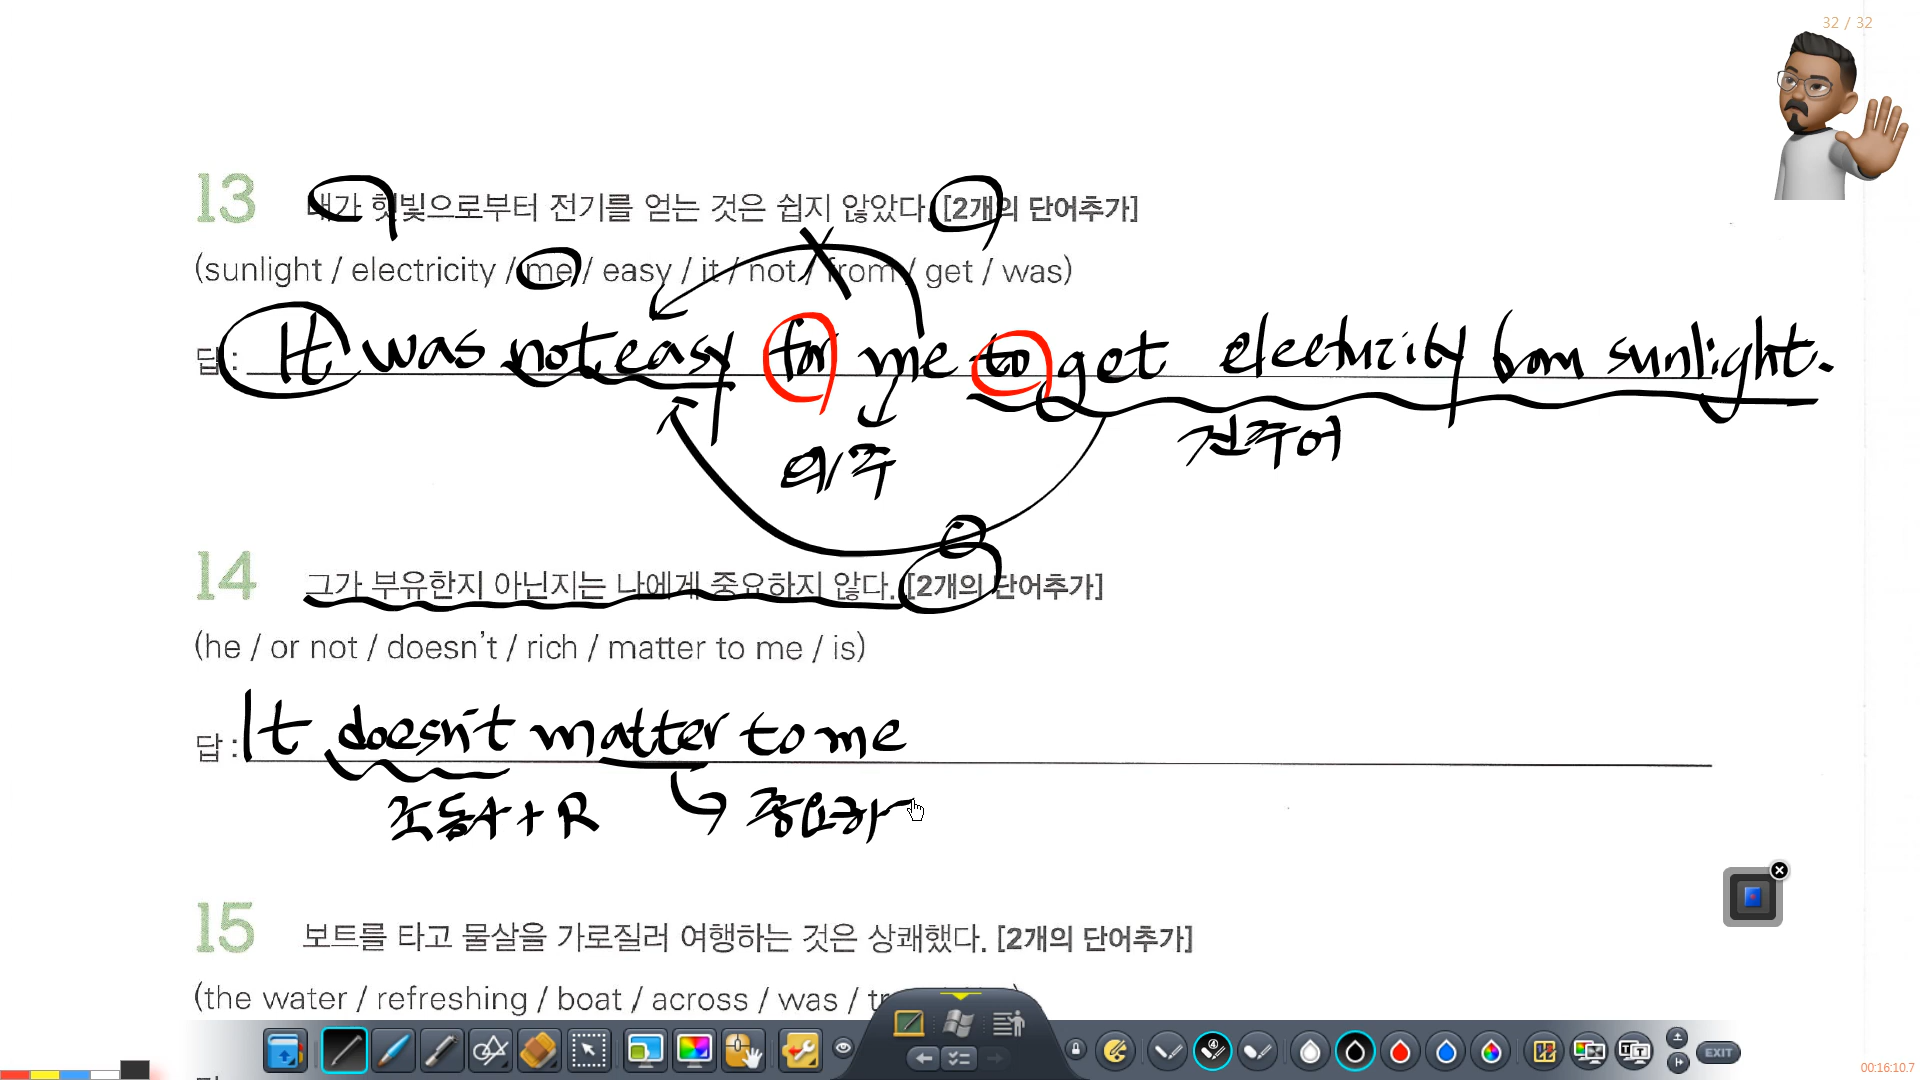 32 / 32
13 내가 햇빛으로부터 전기를 얻는 것은 쉽지 않았다. [2개의 단어추가]
(sunlight / electricity / me / easy / it / not / from / get / was)
답 : It was not easy for me to get electricity from sunlight.
의주 진주어
14 그가 부유한지 아닌지는 나에게 중요하지 않다. [2개의 단어추가]
(he / or not / doesn't / rich / matter to me / is)
답 : It doesn't matter to me
조동사 + R 중요하
15 보트를 타고 물살을 가로질러 여행하는 것은 상쾌했다. [2개의 단어추가]
(the water / refreshing / boat / across / was /
EXIT
00:16:10.7